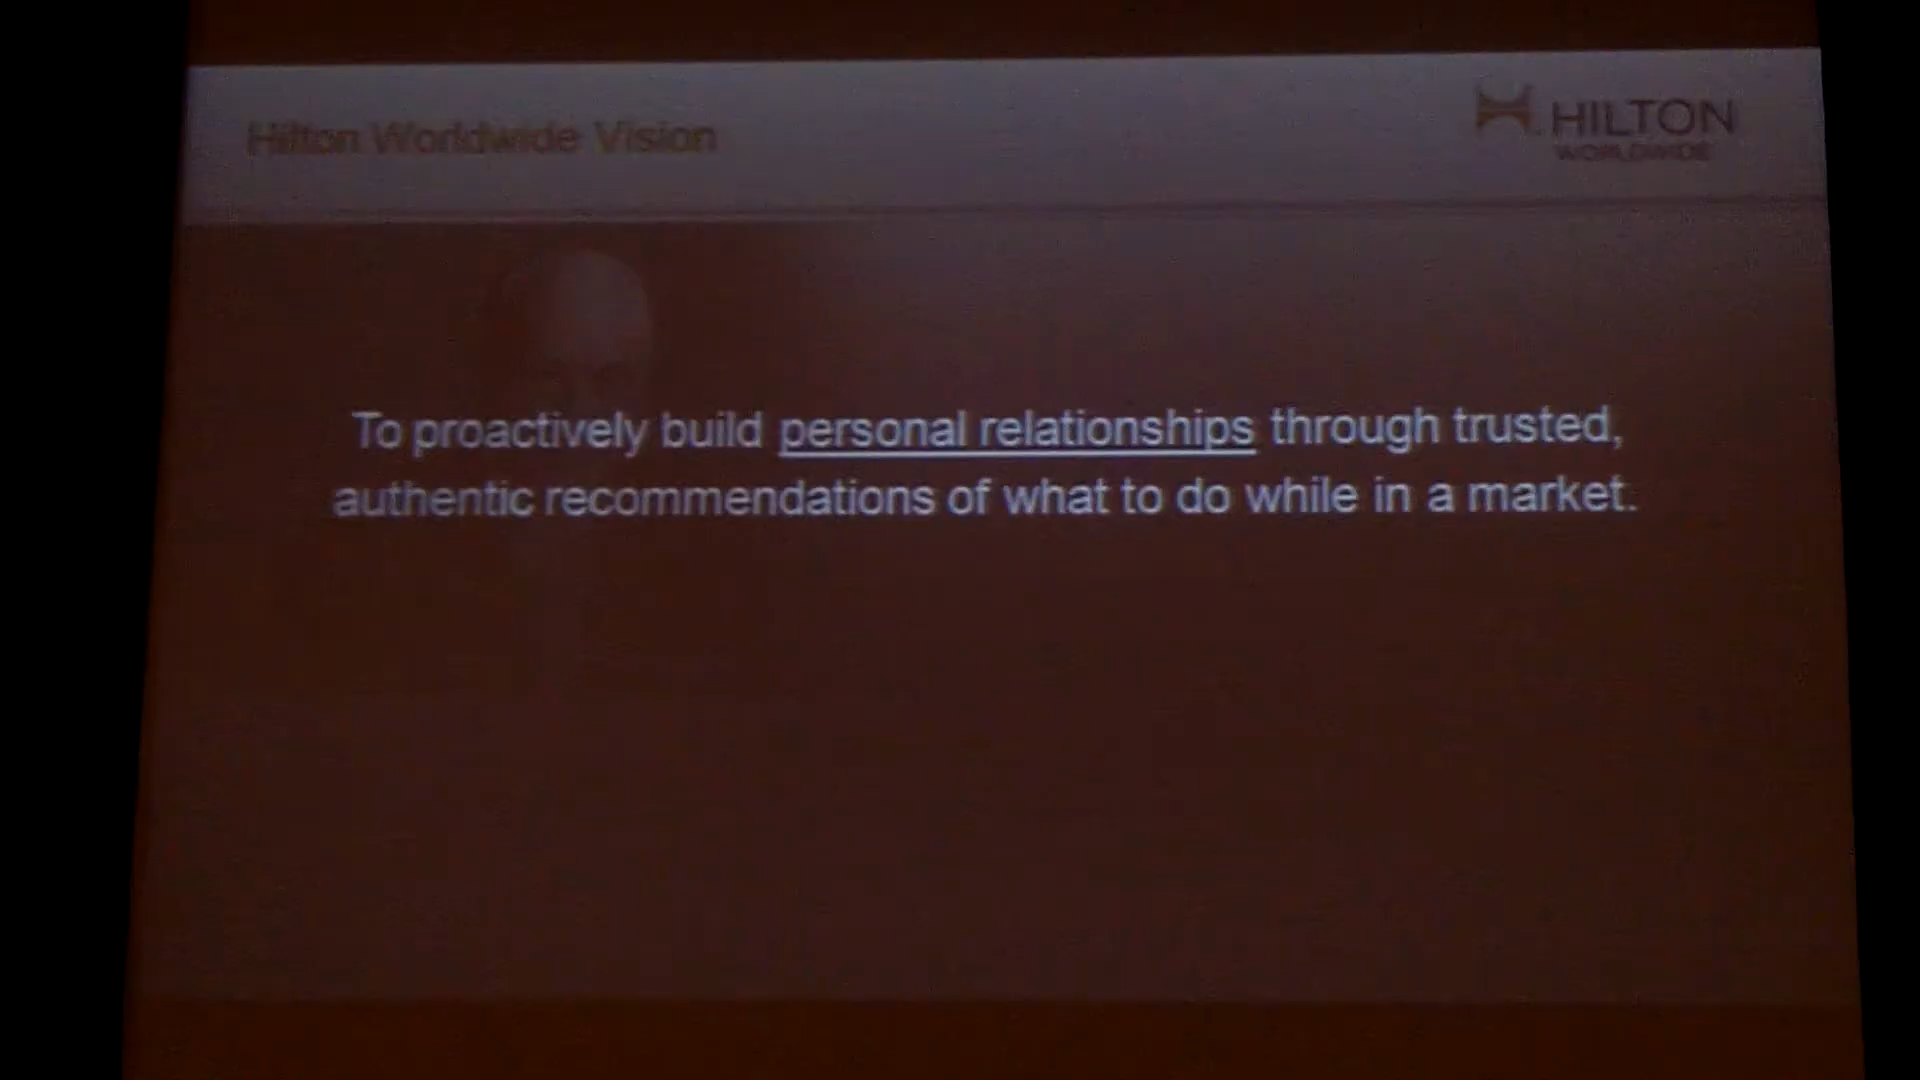 Hilton Worldwide Vision
HILTON
WORLDWIDE
To proactively build personal relationships through trusted,
authentic recommendations of what to do while in a market.